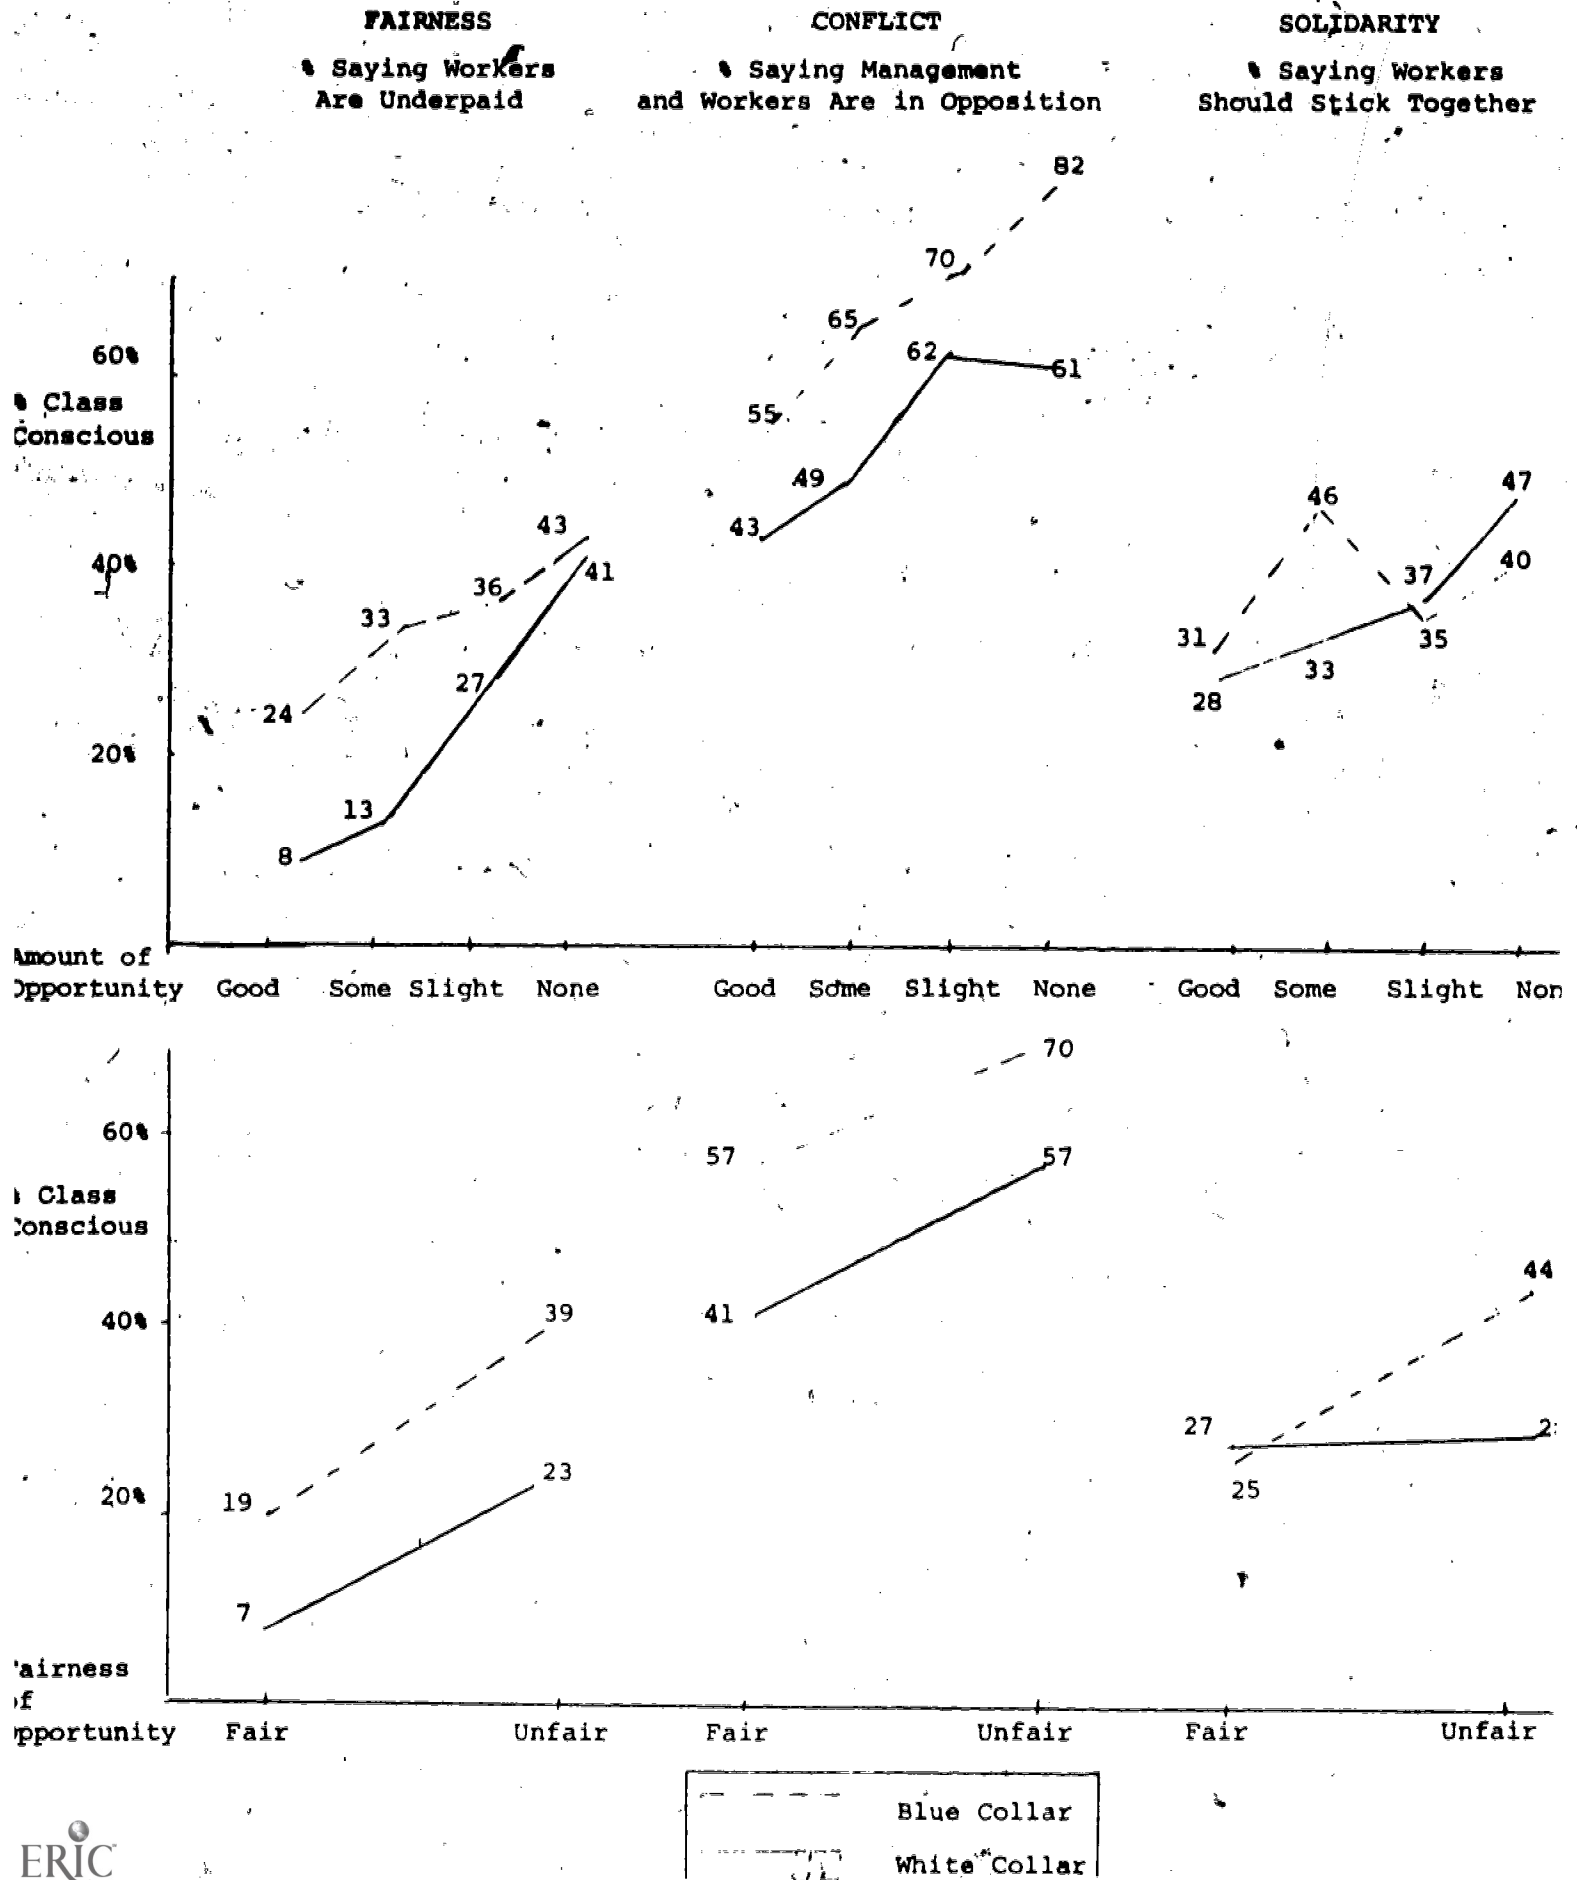 FAIRNESS CONFLICT SOLIDARITY
% Saying Workers % Saying Management % Saying Workers
Are Underpaid and Workers Are in Opposition Should Stick Together
82
70
65
60% 62 61
% Class
Conscious 55
49 47
46
43 43
40% 41 37 40
36
33 31 35
27 33
24 28
20%
13
8
Amount of
Opportunity Good Some Slight None Good Some Slight None Good Some Slight Non
70
60%
57 57
% Class
Conscious
44
39 41
40%
27
23 25
20% 19
7
airness
of
pportunity Fair Unfair Fair Unfair Fair Unfair
Blue Collar
White Collar
ERIC